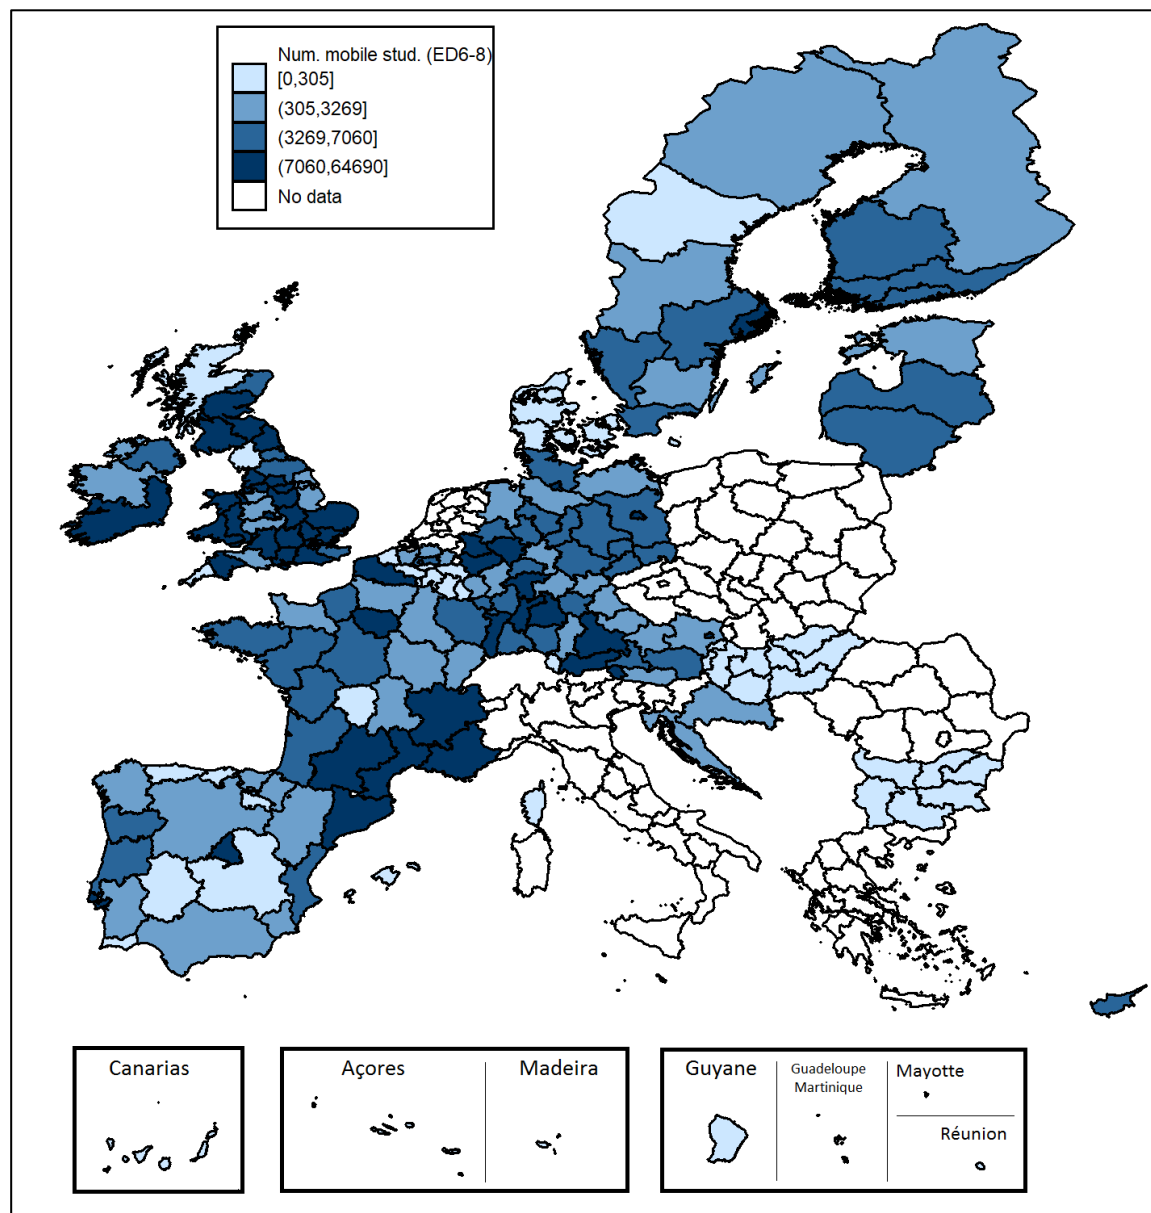 Num. mobile stud. (ED6-8)
[0,305]
(305,3269]
(3269,7060]
(7060,64690]
No data
Canarias
Açores
Madeira
Guyane
Guadeloupe
Martinique
Mayotte
Réunion